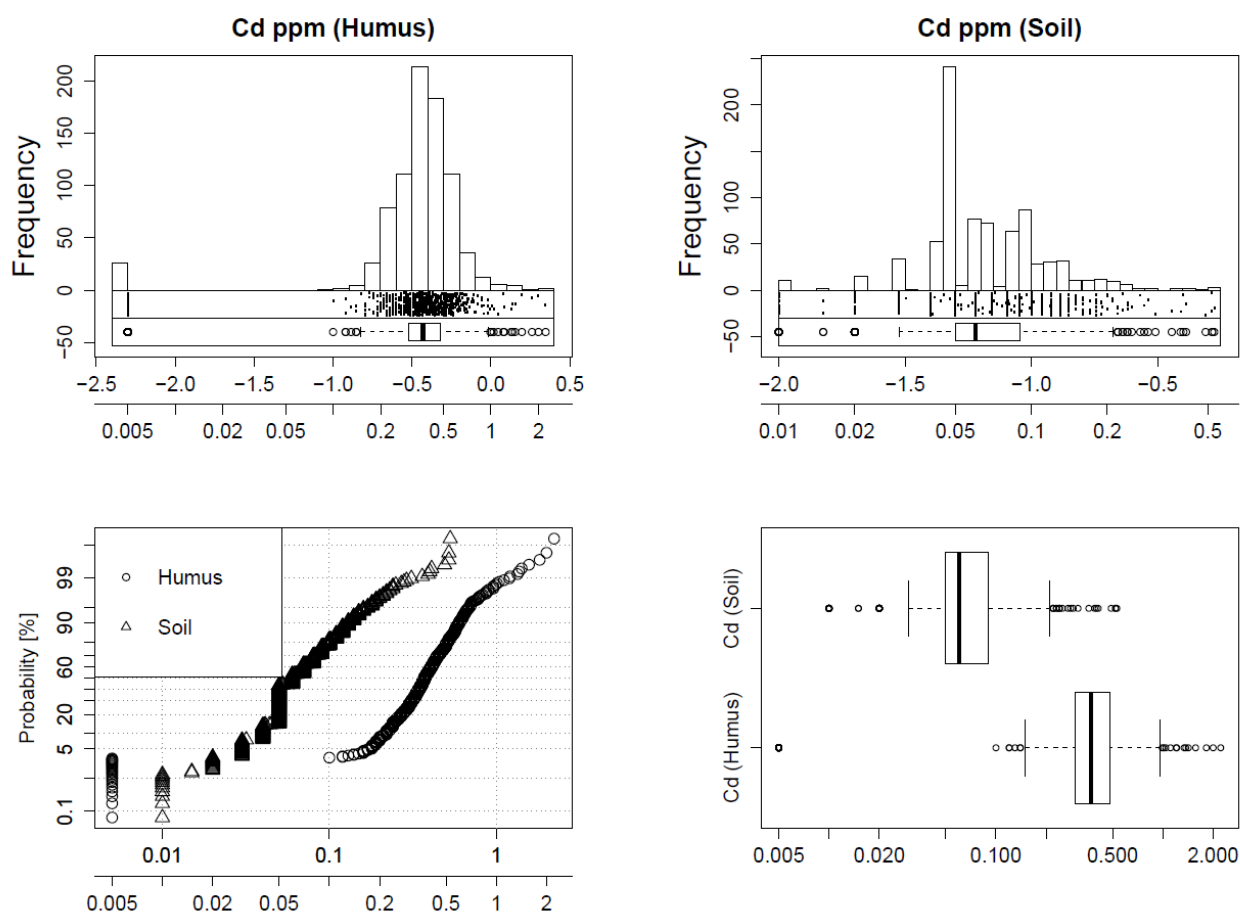 Cd ppm (Humus)
Frequency
200
150
100
50
0
−50
−2.5 −2.0 −1.5 −1.0 −0.5 0.0 0.5
0.005 0.02 0.05 0.2 0.5 1 2
Cd ppm (Soil)
Frequency
200
100
50
0
−50
−2.0 −1.5 −1.0 −0.5
0.01 0.02 0.05 0.1 0.2 0.5
Humus
Soil
Probability [%]
99
90
60
20
5
0.1
0.01 0.1 1
0.005 0.02 0.05 0.2 0.5 1 2
Cd (Soil)
Cd (Humus)
0.005 0.020 0.100 0.500 2.000